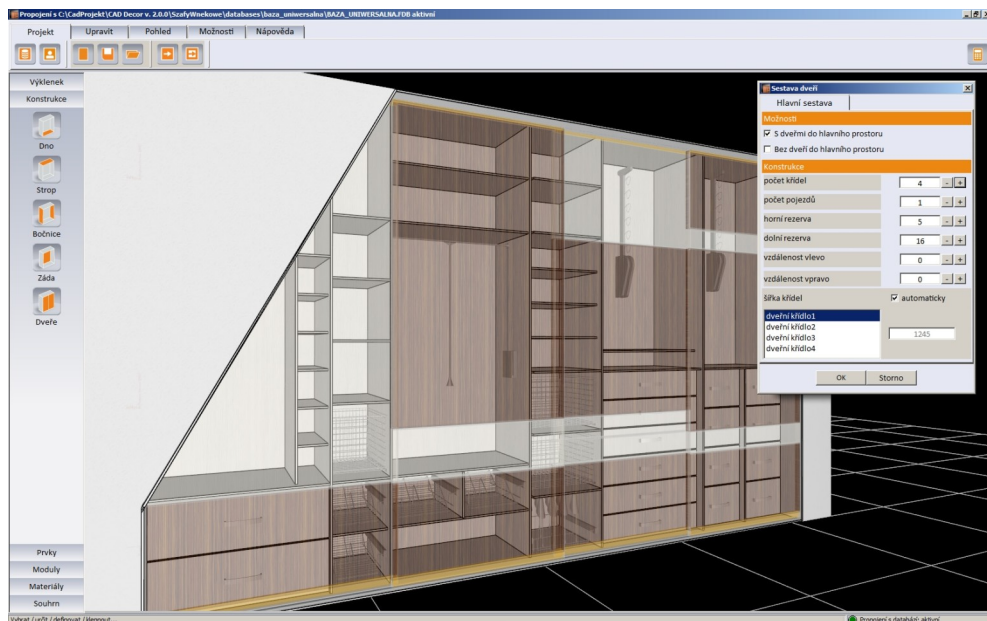 Propojení s C:\CadProjekt\CAD Decor v. 2.0.0\SzafyWnekowe\databases\baza_uniwersalna\BAZA_UNIWERSALNA.FDB aktivní
Projekt Upravit Pohled Možnosti Nápověda
Výklenek
Konstrukce
Dno
Strop
Bočnice
Záda
Dveře
Prvky
Moduly
Materiály
Souhrn
Sestava dveří
Hlavní sestava
Možnosti
S dveřmi do hlavního prostoru
Bez dveří do hlavního prostoru
Konstrukce
počet křídel 4 - +
počet pojezdů 1 - +
horní rezerva 5 - +
dolní rezerva 16 - +
vzdálenost vlevo 0 - +
vzdálenost vpravo 0 - +
šířka křídel automaticky
dveřní křídlo1
dveřní křídlo2
dveřní křídlo3
dveřní křídlo4
1245
OK Storno
Vybrat / určit / definovat / klepnout ...
Propojení s databází: aktivní